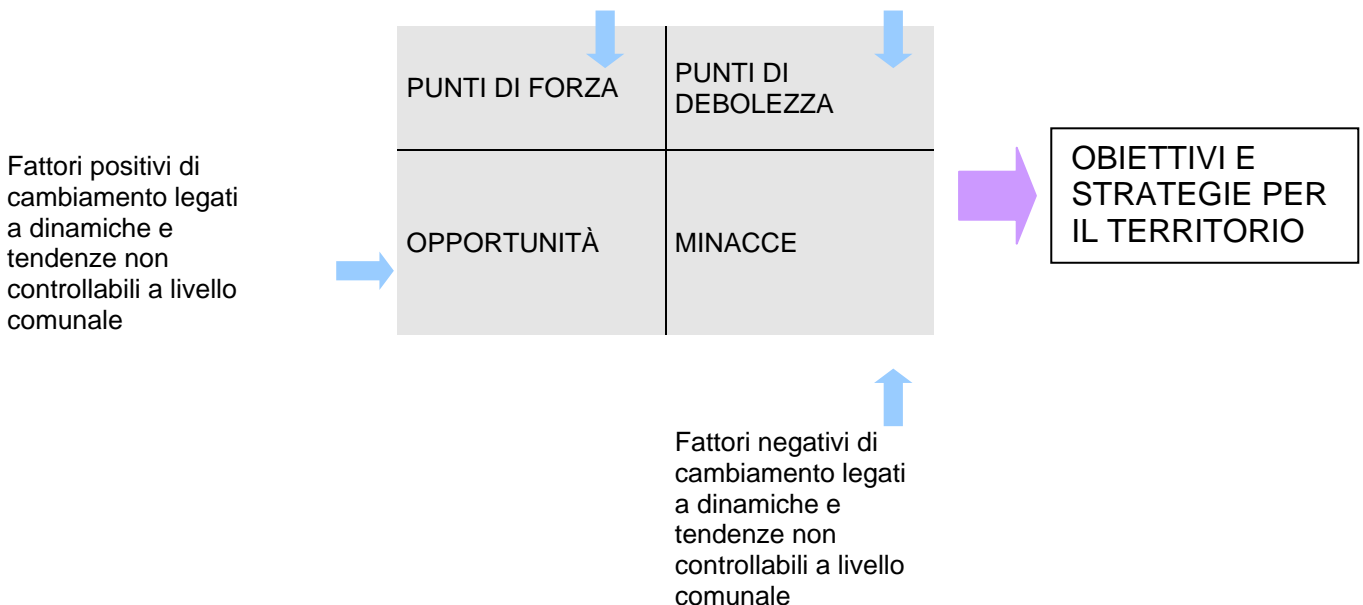 PUNTI DI FORZA
PUNTI DI
DEBOLEZZA
Fattori positivi di
cambiamento legati
a dinamiche e
tendenze non
controllabili a livello
comunale
OPPORTUNITÀ
MINACCE
OBIETTIVI E
STRATEGIE PER
IL TERRITORIO
Fattori negativi di
cambiamento legati
a dinamiche e
tendenze non
controllabili a livello
comunale